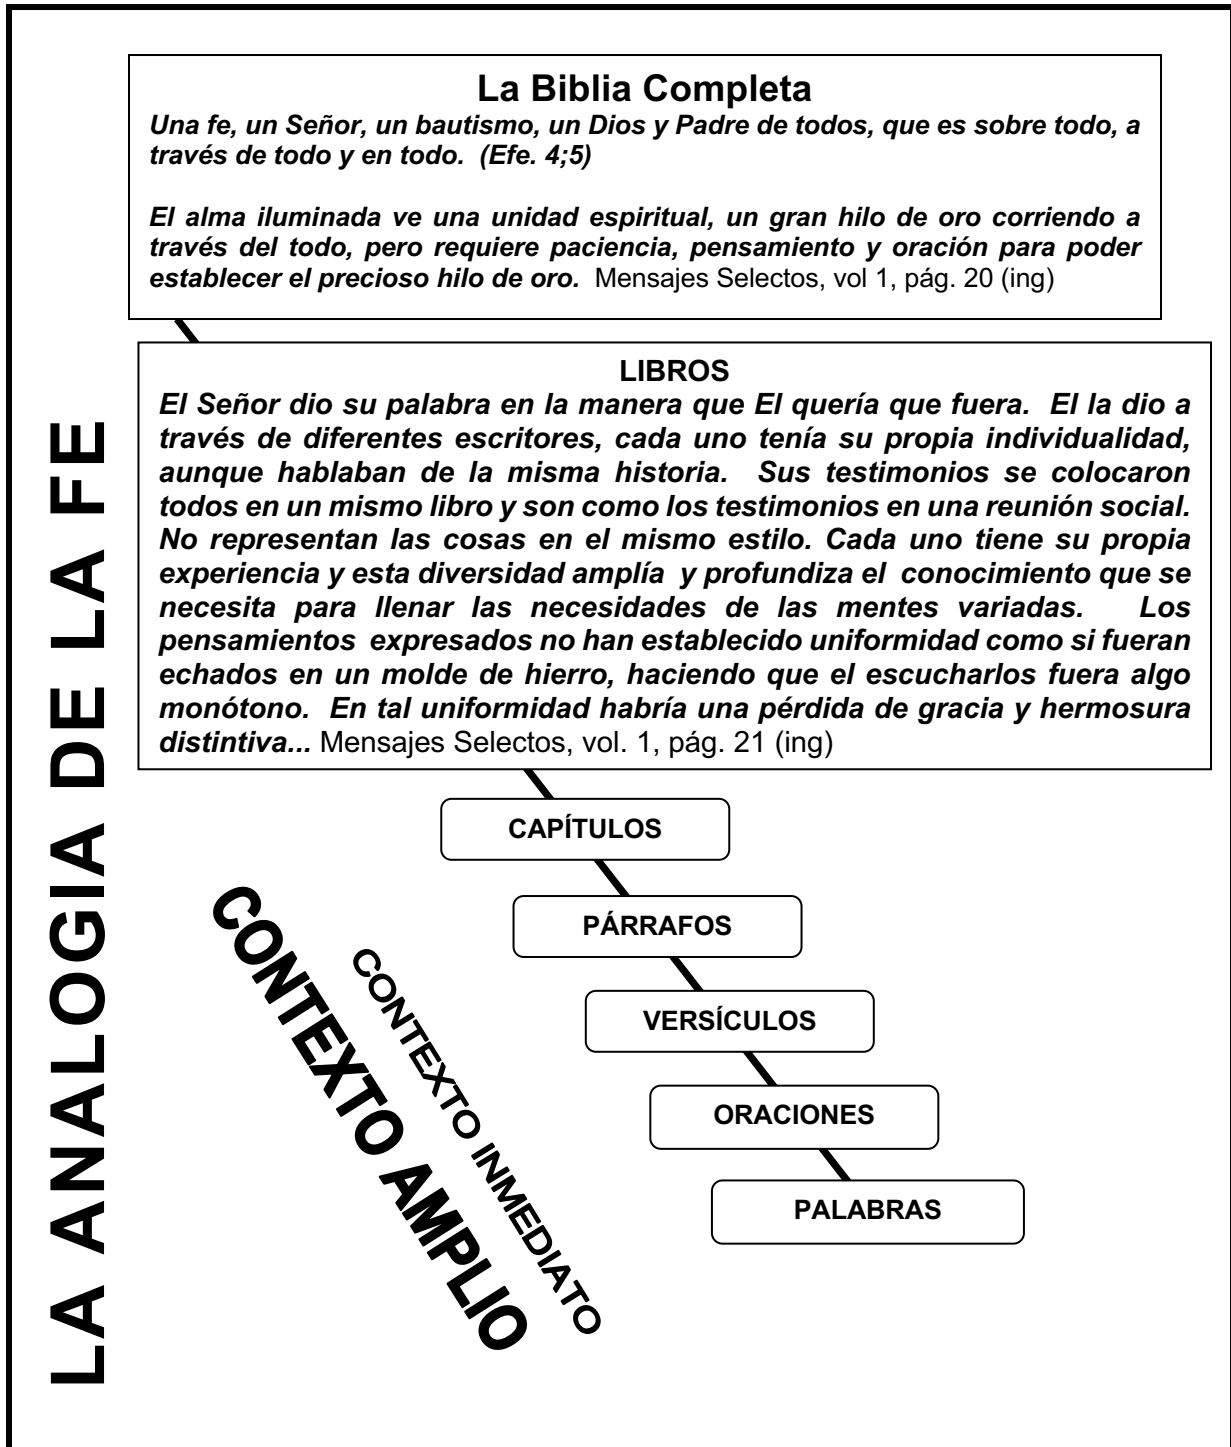 La Biblia Completa
Una fe, un Señor, un bautismo, un Dios y Padre de todos, que es sobre todo, a
través de todo y en todo. (Efe. 4;5)
El alma iluminada ve una unidad espiritual, un gran hilo de oro corriendo a
través del todo, pero requiere paciencia, pensamiento y oración para poder
establecer el precioso hilo de oro. Mensajes Selectos, vol 1, pág. 20 (ing)
LIBROS
El Señor dio su palabra en la manera que El quería que fuera. El la dio a
través de diferentes escritores, cada uno tenía su propia individualidad,
aunque hablaban de la misma historia. Sus testimonios se colocaron
todos en un mismo libro y son como los testimonios en una reunión social.
No representan las cosas en el mismo estilo. Cada uno tiene su propia
experiencia y esta diversidad amplía y profundiza el conocimiento que se
necesita para llenar las necesidades de las mentes variadas. Los
pensamientos expresados no han establecido uniformidad como si fueran
echados en un molde de hierro, haciendo que el escucharlos fuera algo
monótono. En tal uniformidad habría una pérdida de gracia y hermosura
distintiva... Mensajes Selectos, vol. 1, pág. 21 (ing)
LA ANALOGIA DE LA FE
CAPÍTULOS
PÁRRAFOS
VERSÍCULOS
ORACIONES
PALABRAS
CONTEXTO INMEDIATO
CONTEXTO AMPLIO